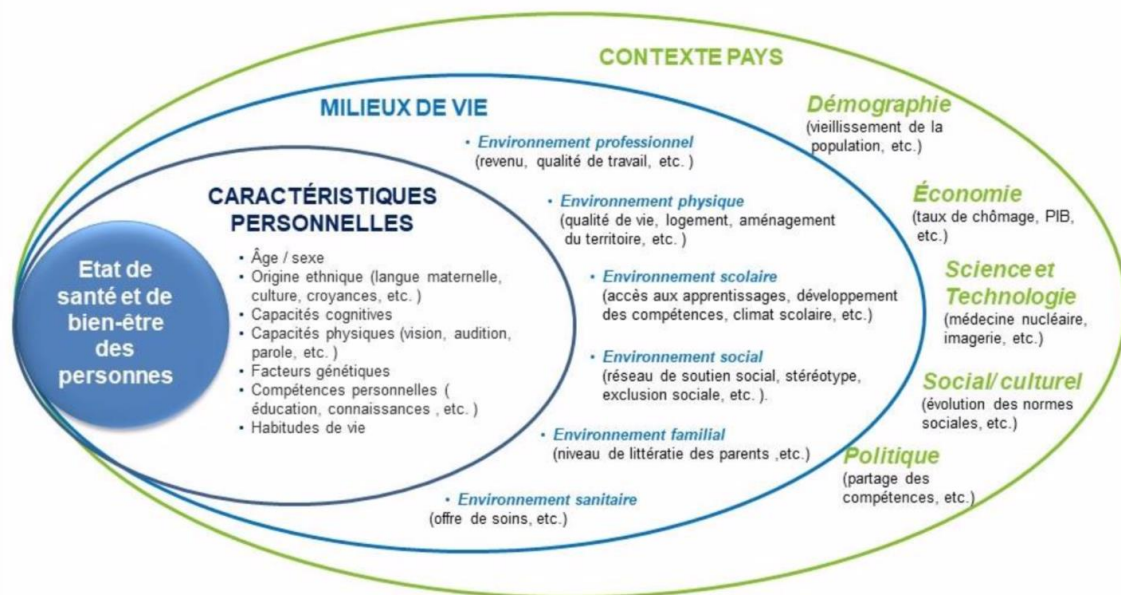 CONTEXTE PAYS
MILIEUX DE VIE
CARACTÉRISTIQUES
PERSONNELLES
Etat de
santé et de
bien-être
des
personnes
• Âge / sexe
• Origine ethnique (langue maternelle,
culture, croyances, etc. )
• Capacités cognitives
• Capacités physiques (vision, audition,
parole, etc. )
• Facteurs génétiques
• Compétences personnelles (
éducation, connaissances , etc. )
• Habitudes de vie
• Environnement professionnel
(revenu, qualité de travail, etc. )
• Environnement physique
(qualité de vie, logement, aménagement
du territoire, etc. )
• Environnement scolaire
(accès aux apprentissages, développement
des compétences, climat scolaire, etc.)
• Environnement social
(réseau de soutien social, stéréotype,
exclusion sociale, etc. ).
• Environnement familial
(niveau de littératie des parents ,etc.)
• Environnement sanitaire
(offre de soins, etc.)
Démographie
(vieillissement de la
population, etc.)
Économie
(taux de chômage, PIB,
etc.)
Science et
Technologie
(médecine nucléaire,
imagerie, etc.)
Social/ culturel
(évolution des normes
sociales, etc.)
Politique
(partage des
compétences, etc.)